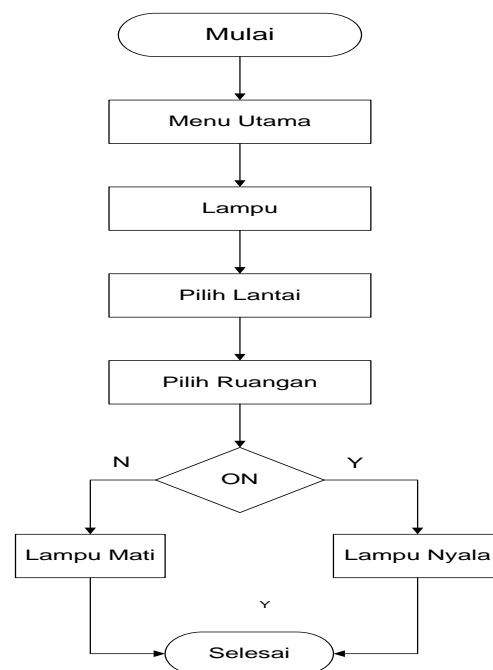 Mulai
Menu Utama
Lampu
Pilih Lantai
Pilih Ruangan
N
ON
Y
Lampu Mati
Lampu Nyala
Y
Selesai